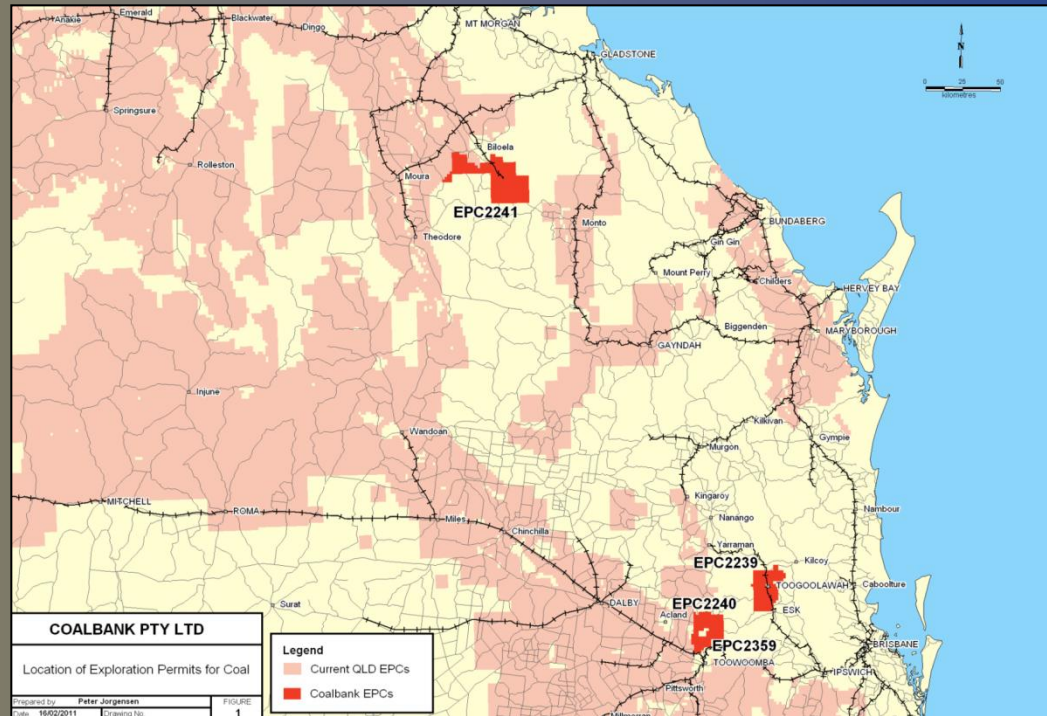 Anakie
Emerald
Blackwater
Dingo
MT MORGAN
GLADSTONE
N
0 25 50
kilometres
Springsure
Rolleston
Biloela
Moura
EPC2241
Theodore
Monto
BUNDABERG
Gin Gin
Mount Perry
Childers
HERVEY BAY
Biggenden
MARYBOROUGH
GAYNDAH
Injune
Wandoan
Kilkivan
Murgon
Gympie
Kingaroy
MITCHELL
ROMA
Miles
Nambour
Nanango
Chinchilla
Yarraman
EPC2239
Kilcoy
TOOGOOLAWAH
Caboolture
Surat
DALBY
EPC2240
ESK
Acland
EPC2359
BRISBANE
TOOWOOMBA
IPSWICH
Pittsworth
Millmerran
COALBANK PTY LTD
Location of Exploration Permits for Coal
Prepared by Peter Jorgensen
Date 16/02/2011
Drawing No
FIGURE
1
Legend
Current QLD EPCs
Coalbank EPCs